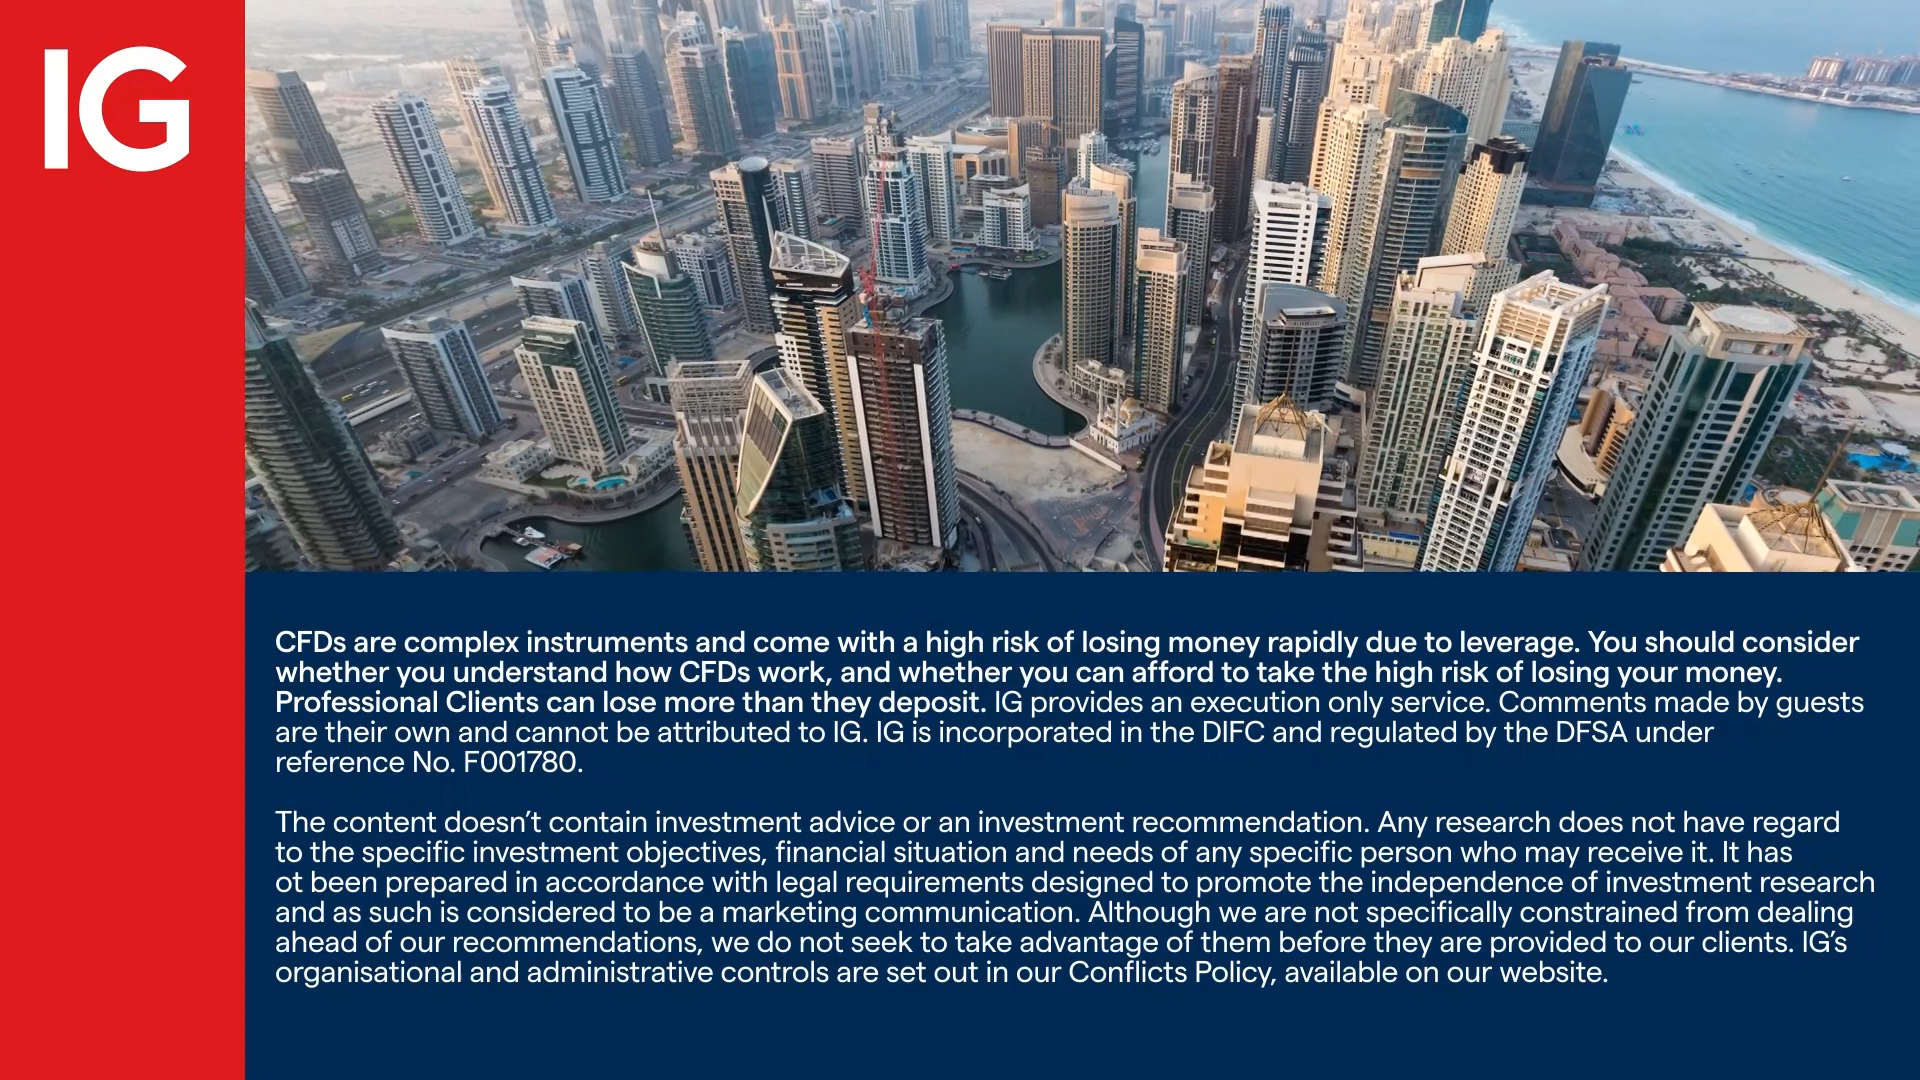 IG
CFDs are complex instruments and come with a high risk of losing money rapidly due to leverage. You should consider
whether you understand how CFDs work, and whether you can afford to take the high risk of losing your money.
Professional Clients can lose more than they deposit. IG provides an execution only service. Comments made by guests
are their own and cannot be attributed to IG. IG is incorporated in the DIFC and regulated by the DFSA under
reference No. F001780.
The content doesn’t contain investment advice or an investment recommendation. Any research does not have regard
to the specific investment objectives, financial situation and needs of any specific person who may receive it. It has
ot been prepared in accordance with legal requirements designed to promote the independence of investment research
and as such is considered to be a marketing communication. Although we are not specifically constrained from dealing
ahead of our recommendations, we do not seek to take advantage of them before they are provided to our clients. IG’s
organisational and administrative controls are set out in our Conflicts Policy, available on our website.